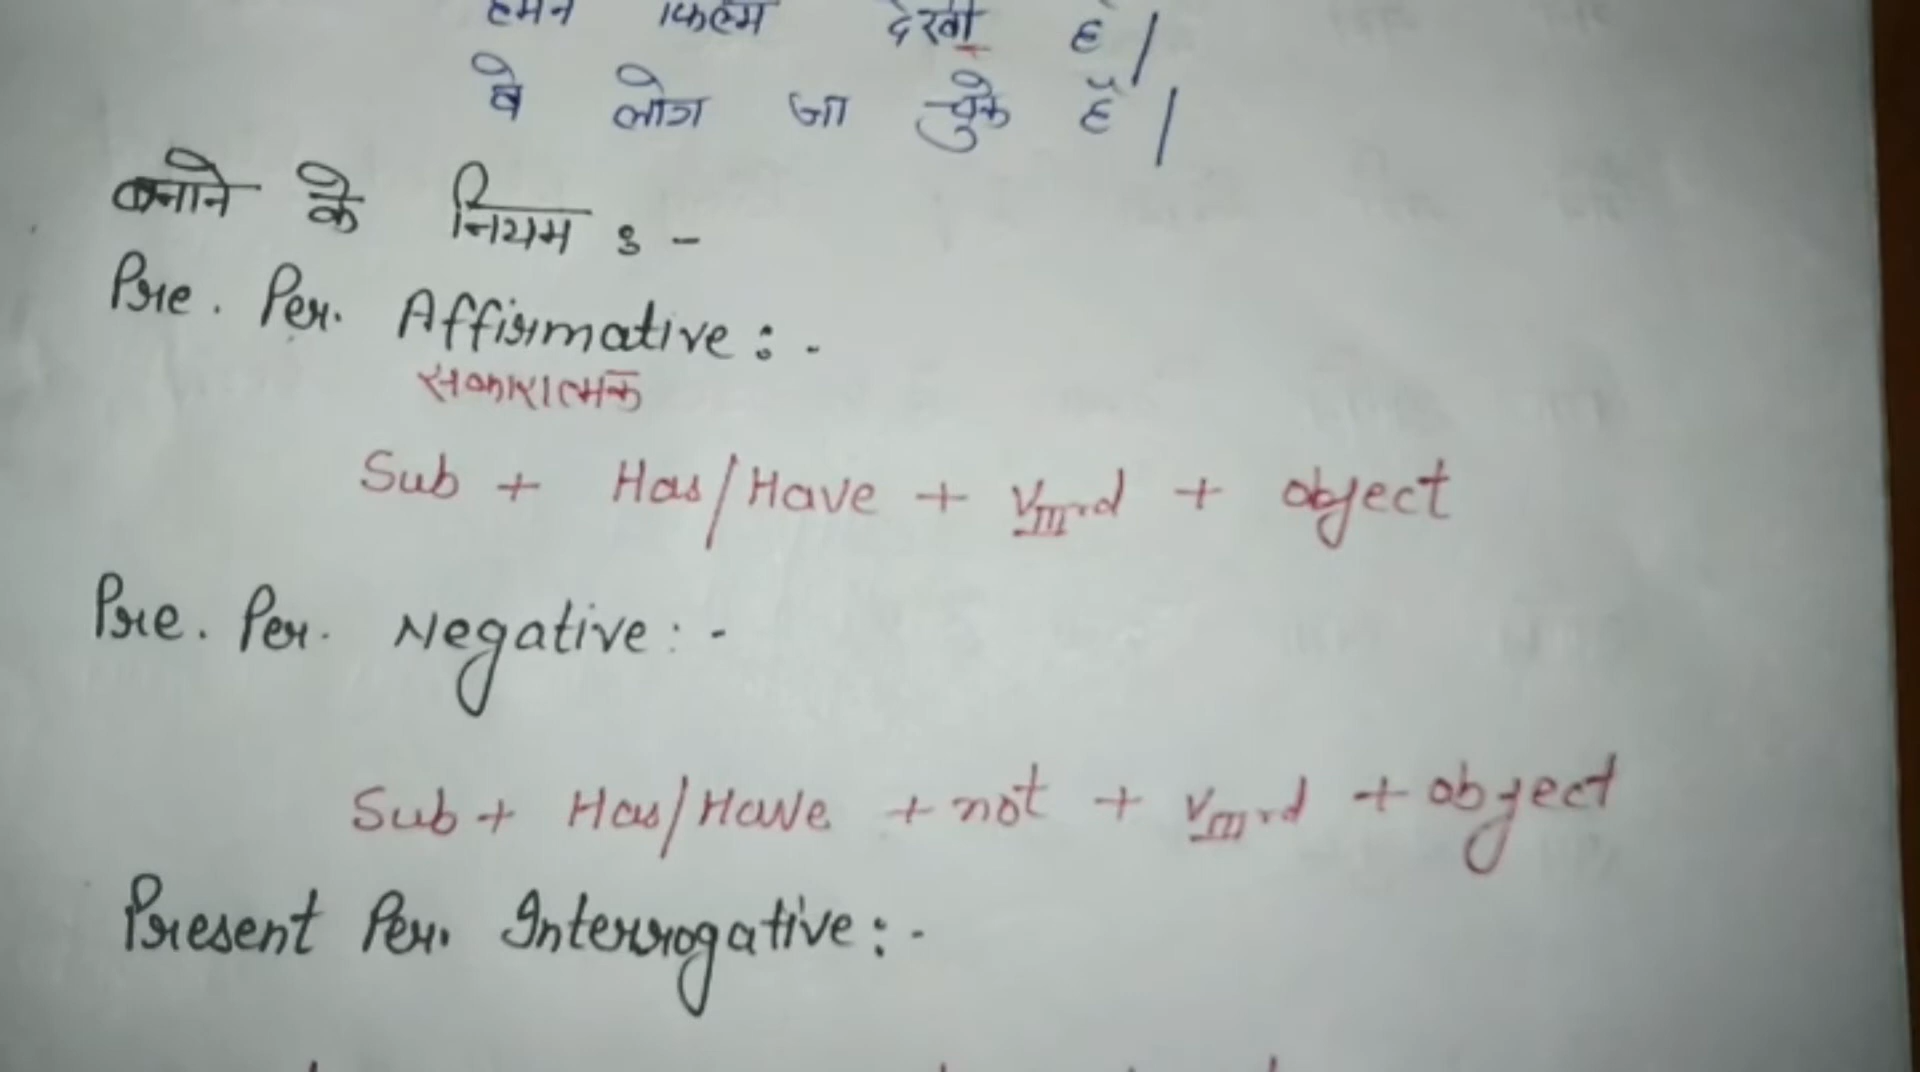 हमने फिल्म देखी है।
वे लोग जा चुके हैं।
बनाने के नियम :-
Pre. Per. Affirmative :-
सकारात्मक
Sub + Has/Have + VIIIrd + object
Pre. Per. Negative :-
Sub + Has/Have + not + VIIIrd + object
Present Per. Interrogative :-